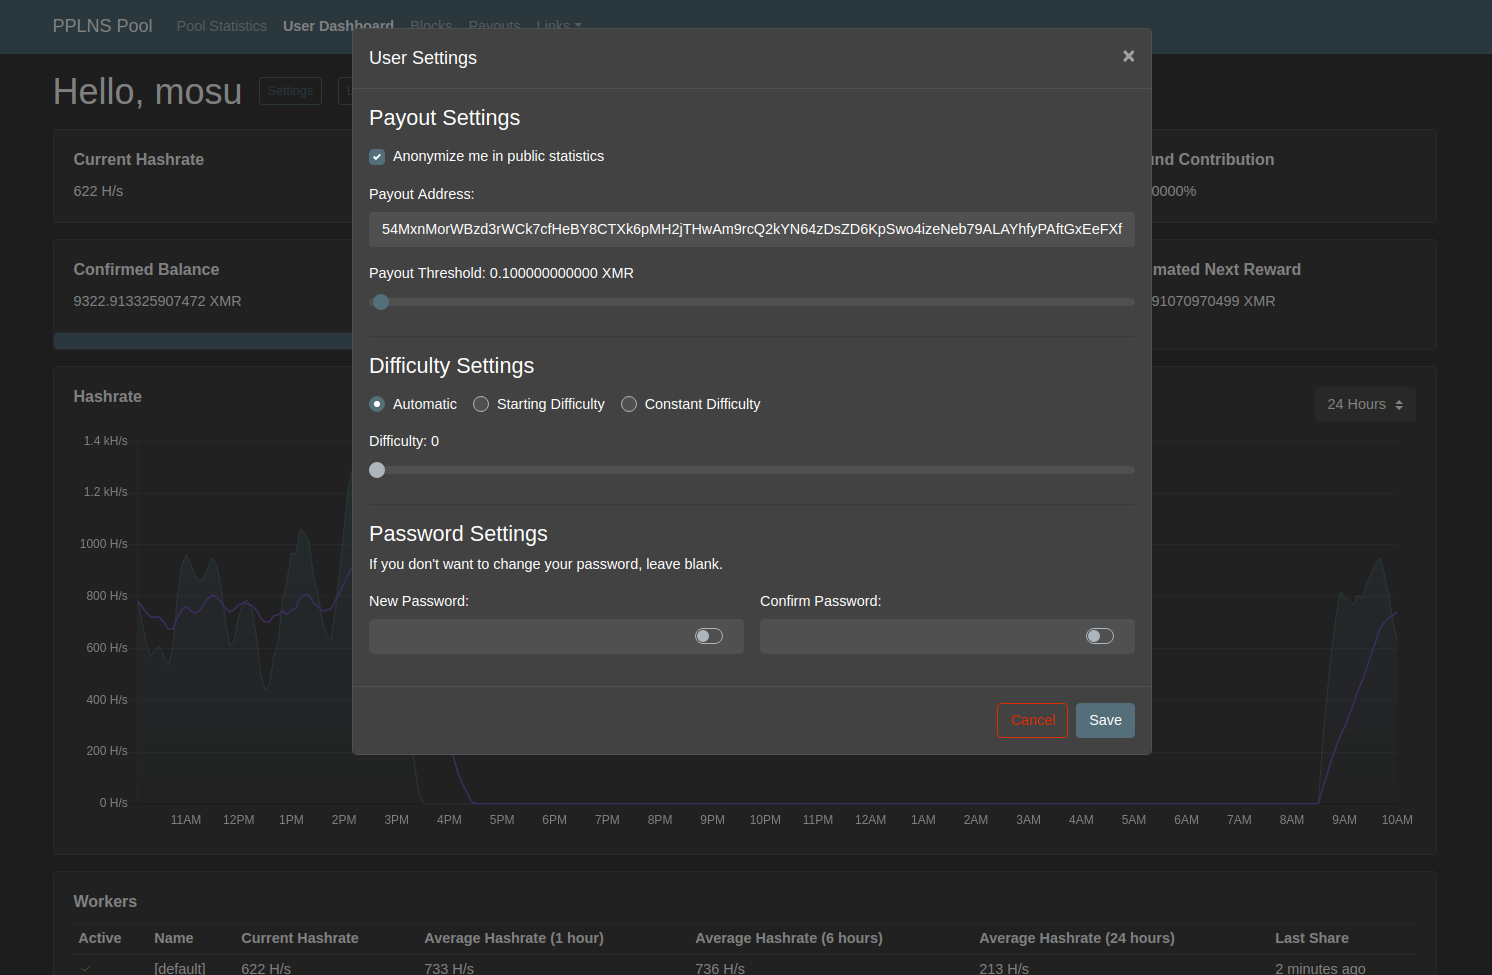 PPLNS Pool Pool Statistics User Dashboard Blocks Payouts Links
User Settings ×
Hello, mosu Settings
Payout Settings
Current Hashrate
Anonymize me in public statistics
Contribution
622 H/s
Payout Address:
54MxnMorWBzd3rWCk7cfHeBY8CTXk6pMH2jTHwAm9rcQ2kYN64zDsZD6KpSwo4izeNeb79ALAYhfyPAftGxEeFXf
Confirmed Balance
Payout Threshold: 0.100000000000 XMR
Next Reward
9322.913325907472 XMR
91070970499 XMR
Difficulty Settings
Hashrate
Automatic Starting Difficulty Constant Difficulty
24 Hours
Difficulty: 0
1.4 kH/s
1.2 kH/s
1000 H/s
800 H/s
600 H/s
400 H/s
200 H/s
0 H/s
Password Settings
If you don't want to change your password, leave blank.
New Password: Confirm Password:
Cancel Save
11AM 12PM 1PM 2PM 3PM 4PM 5PM 6PM 7PM 8PM 9PM 10PM 11PM 12AM 1AM 2AM 3AM 4AM 5AM 6AM 7AM 8AM 9AM 10AM
Workers
Active Name Current Hashrate Average Hashrate (1 hour) Average Hashrate (6 hours) Average Hashrate (24 hours) Last Share
[default] 622 H/s 733 H/s 736 H/s 213 H/s 2 minutes ago